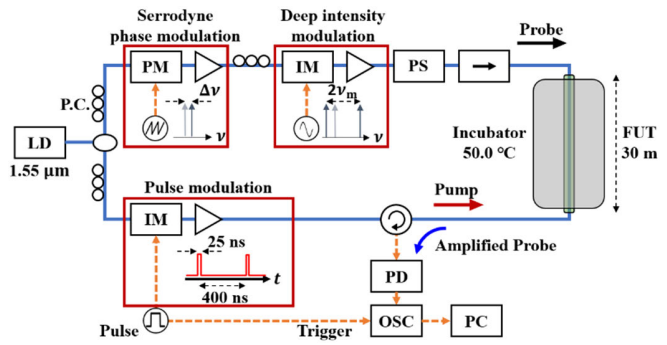 Serrodyne
phase modulation
Deep intensity
modulation
Probe
PM
Δν
ν
IM
2νm
ν
PS
P.C.
LD
1.55 μm
Incubator
50.0 ℃
FUT
30 m
Pulse modulation
IM
25 ns
t
400 ns
Pump
Amplified Probe
PD
Pulse
Trigger
OSC
PC